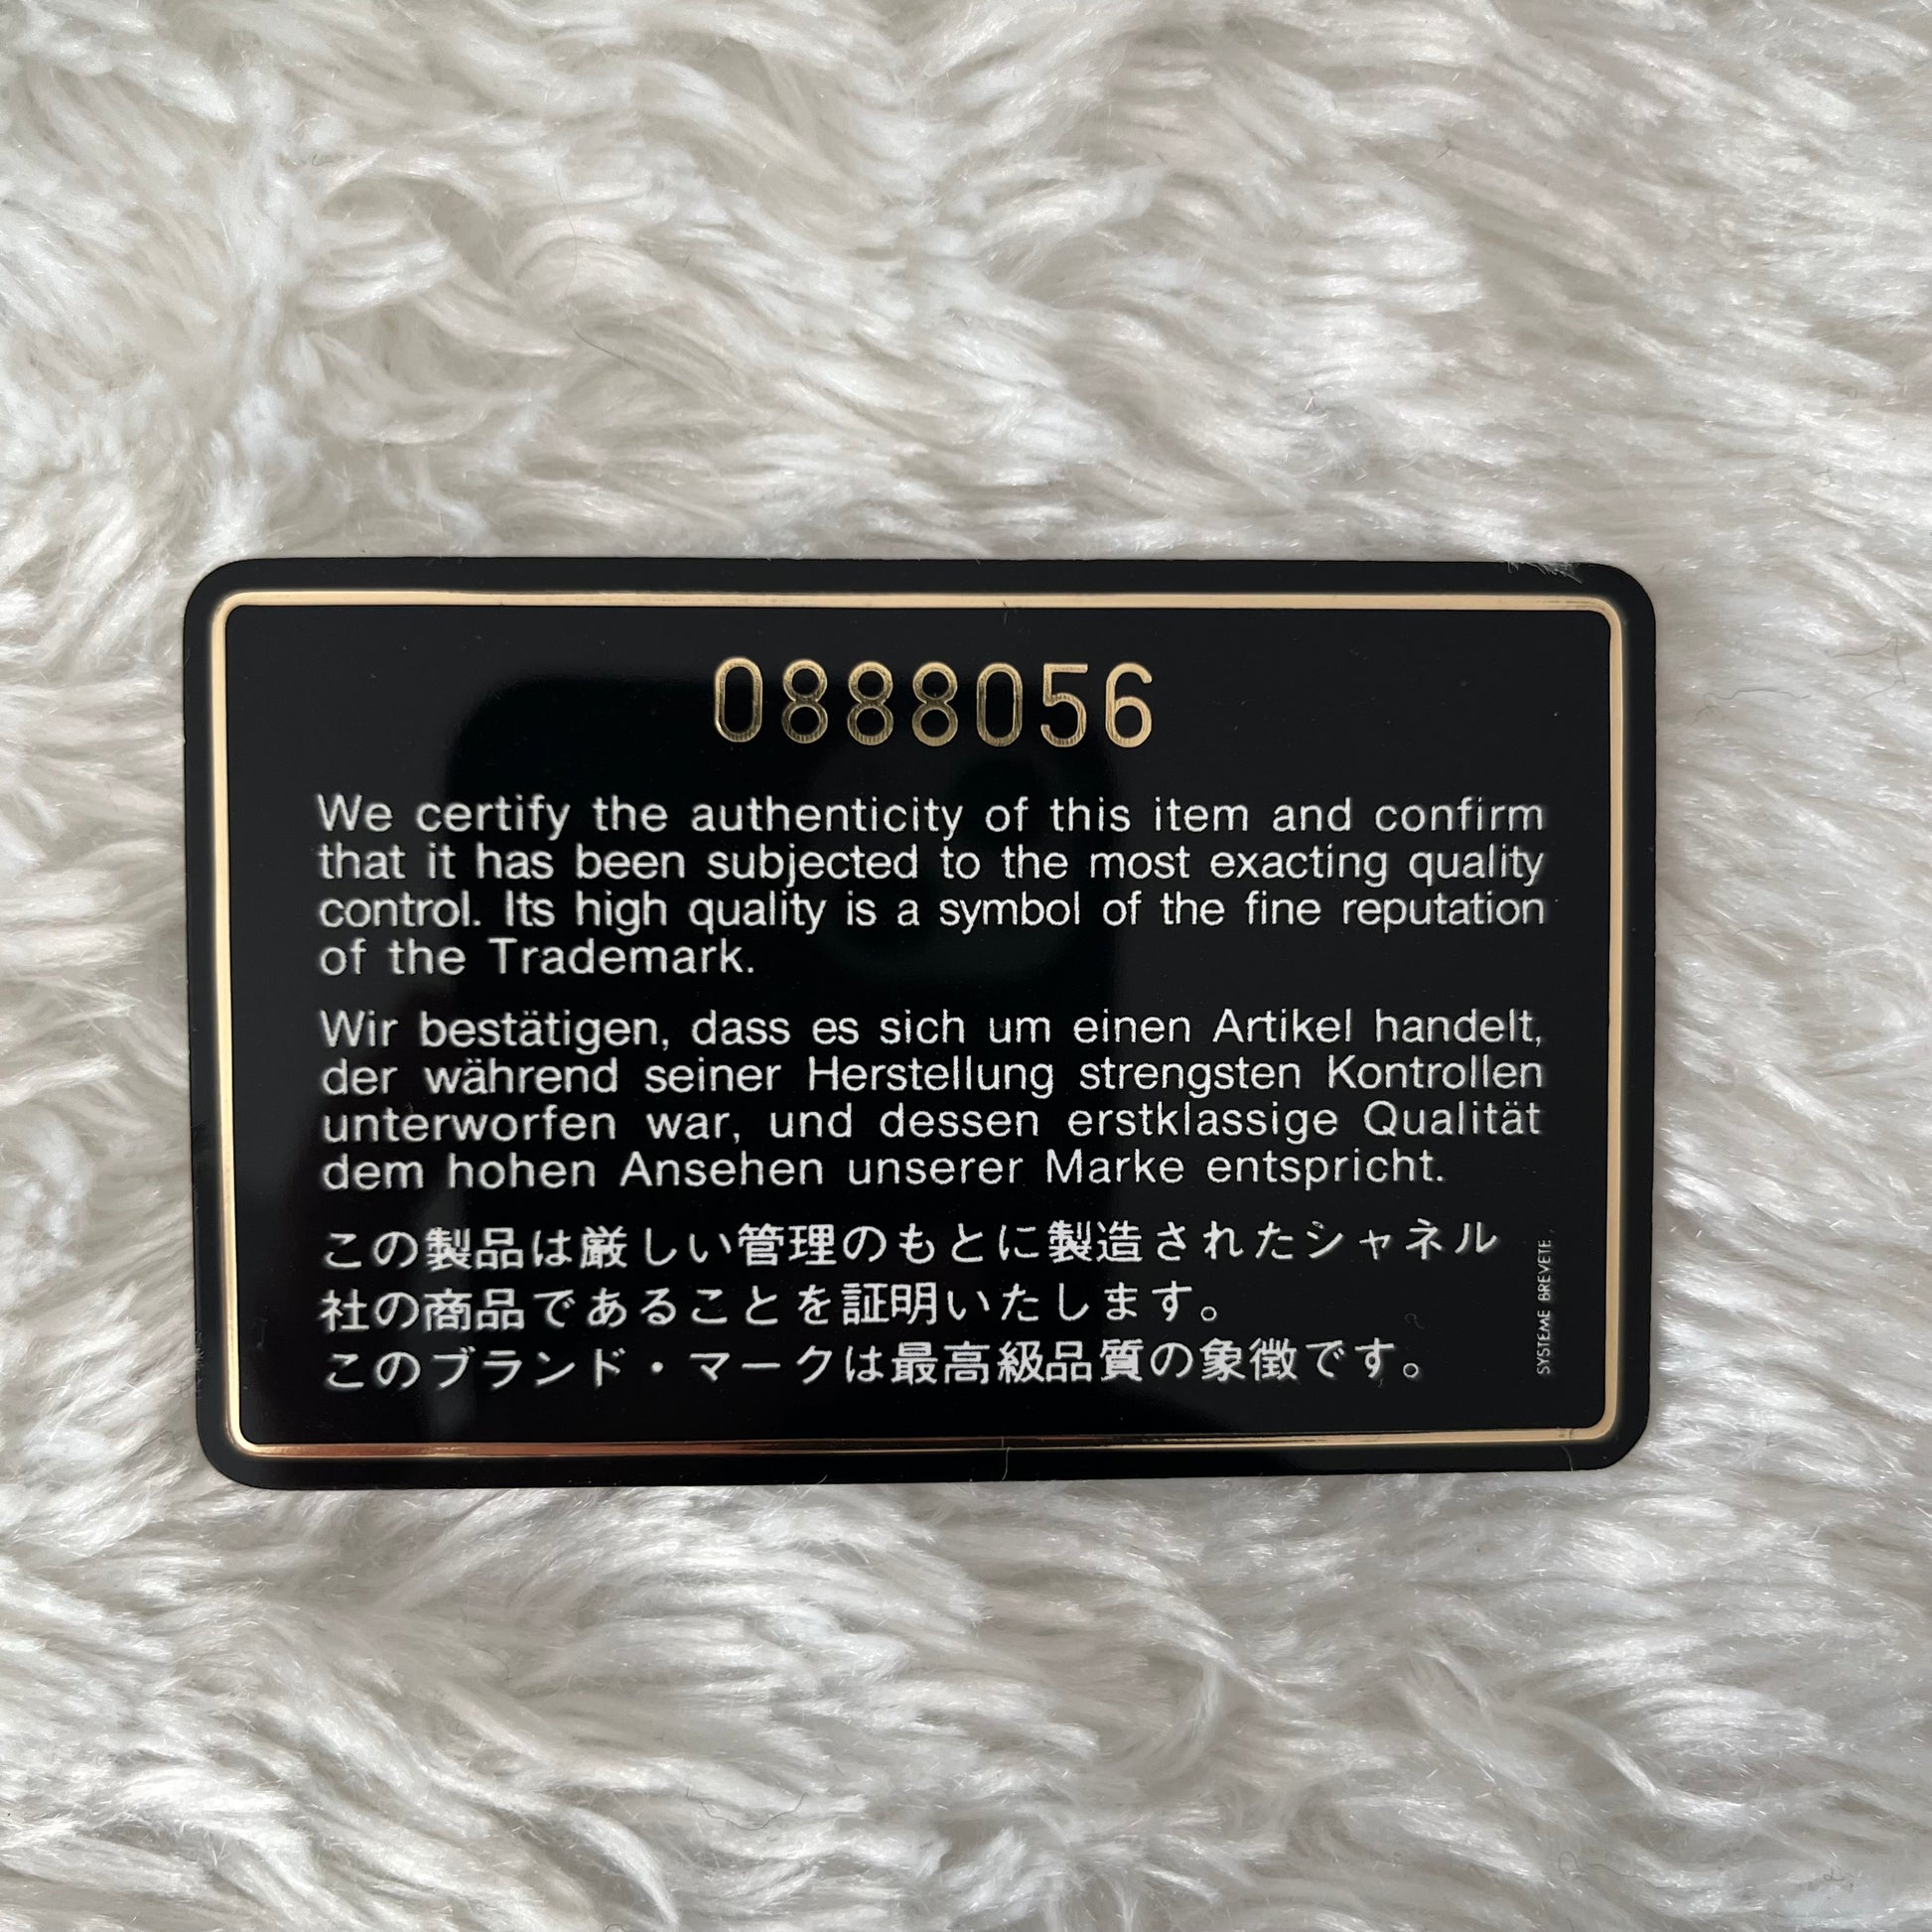 0888056
We certify the authenticity of this item and confirm
that it has been subjected to the most exacting quality
control. Its high quality is a symbol of the fine reputation
of the Trademark.
Wir bestätigen, dass es sich um einen Artikel handelt,
der während seiner Herstellung strengsten Kontrollen
unterworfen war, und dessen erstklassige Qualität
dem hohen Ansehen unserer Marke entspricht.
この製品は厳しい管理のもとに製造されたシャネル
社の商品であることを証明いたします。
このブランド・マークは最高級品質の象徴です。
SYSTEME BREVETE